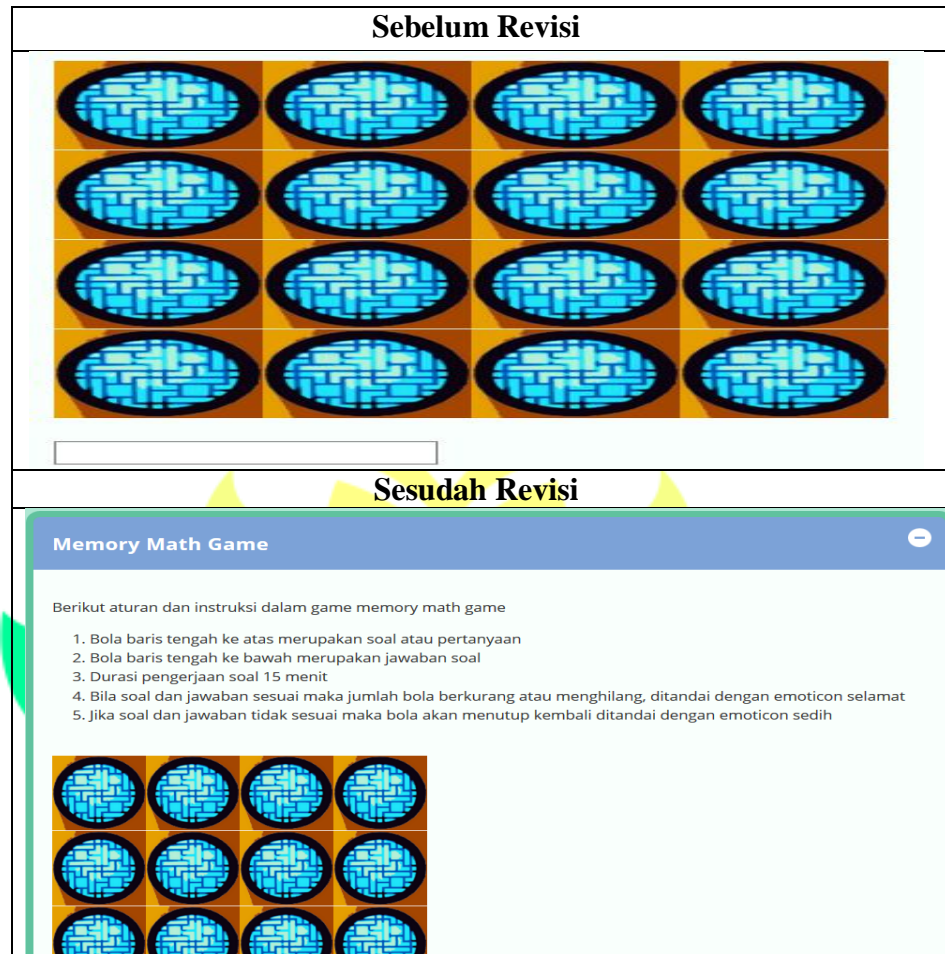 Sebelum Revisi
Sesudah Revisi
Memory Math Game
Berikut aturan dan instruksi dalam game memory math game
1. Bola baris tengah ke atas merupakan soal atau pertanyaan
2. Bola baris tengah ke bawah merupakan jawaban soal
3. Durasi pengerjaan soal 15 menit
4. Bila soal dan jawaban sesuai maka jumlah bola berkurang atau menghilang, ditandai dengan emoticon selamat
5. Jika soal dan jawaban tidak sesuai maka bola akan menutup kembali ditandai dengan emoticon sedih